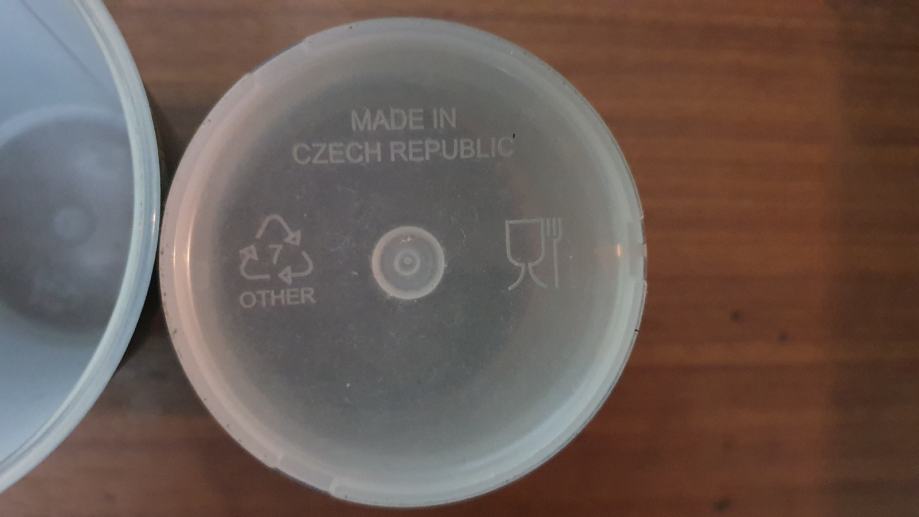 MADE IN
CZECH REPUBLIC
7
OTHER